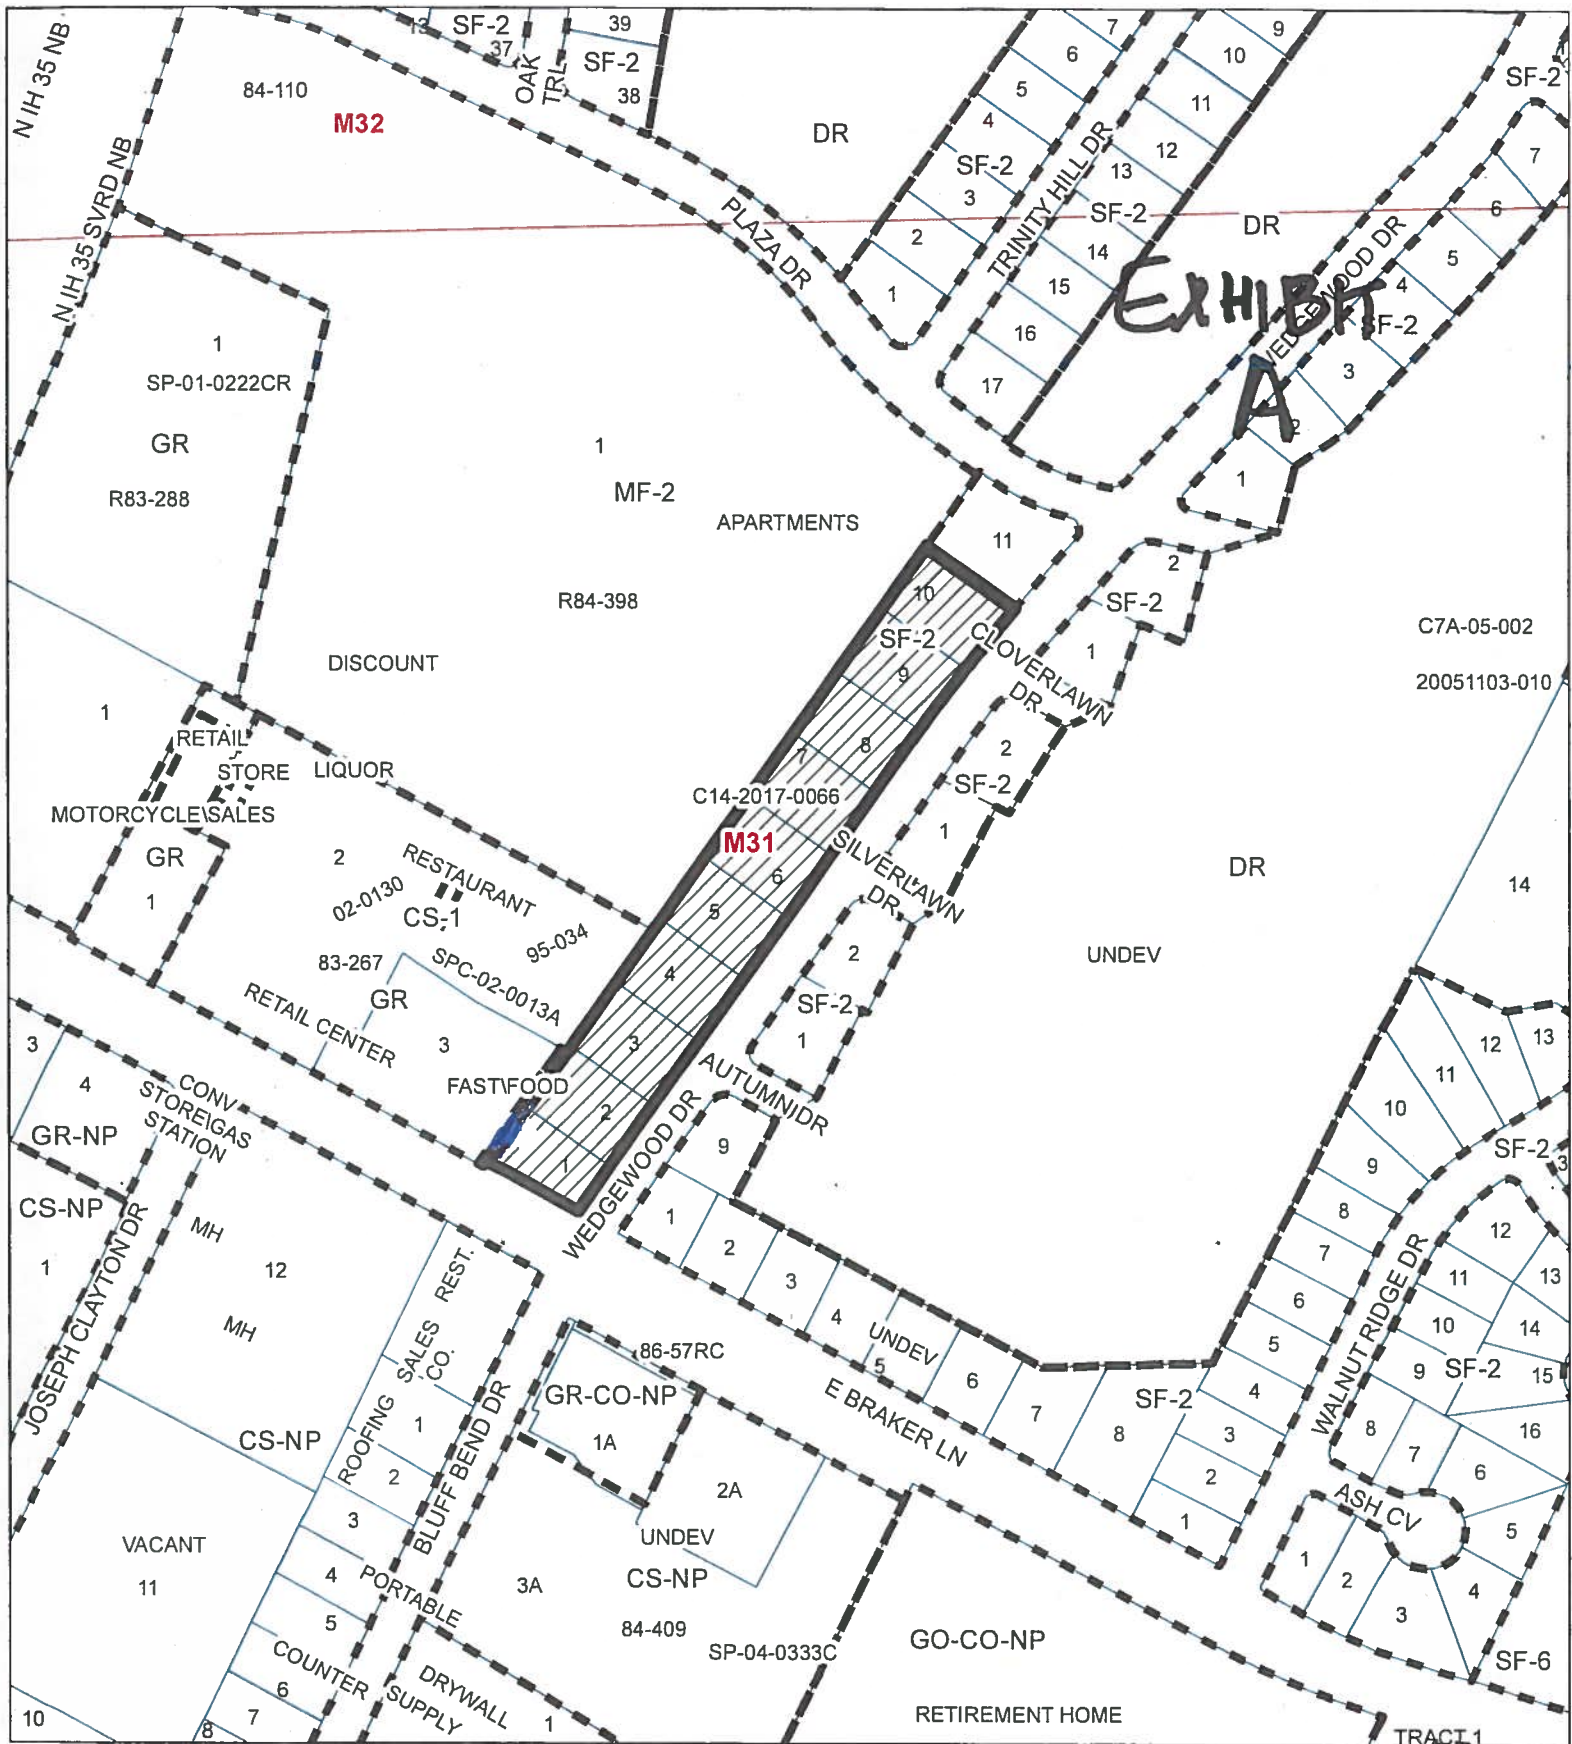 N IH 35 NB
84-110
M32
13
SF-2
37
OAK
TRL
39
SF-2
38
DR
7
6
5
4
SF-2
3
2
1
TRINITY HILL DR
9
10
11
12
13
SF-2
14
15
16
17
DR
SF-2
7
6
5
4
SF-2
3
2
1
WEDGEWOOD DR
EXHIBIT
A
N IH 35 SVRD NB
PLAZA DR
1
SP-01-0222CR
GR
R83-288
1
MF-2
APARTMENTS
R84-398
DISCOUNT
11
10
SF-2
9
8
7
C14-2017-0066
M31
6
5
4
3
2
1
CLOVERLAWN
DR
2
SF-2
1
2
SF-2
1
SILVERLAWN
DR
2
SF-2
1
AUTUMN DR
9
WEDGEWOOD DR
C7A-05-002
20051103-010
DR
UNDEV
14
1
RETAIL
STORE
LIQUOR
MOTORCYCLE\SALES
GR
1
2
RESTAURANT
02-0130
CS-1
95-034
83-267
SPC-02-0013A
GR
RETAIL CENTER
3
FAST\FOOD
3
4
GR-NP
CONV
STORE\GAS
STATION
CS-NP
1
JOSEPH CLAYTON DR
MH
12
MH
CS-NP
ROOFING
SALES
CO.
REST.
1
2
3
4
5
6
7
8
BLUFF BEND DR
VACANT
11
10
PORTABLE
COUNTER
SUPPLY
DRYWALL
1
86-57RC
GR-CO-NP
1A
2A
UNDEV
CS-NP
3A
84-409
SP-04-0333C
GO-CO-NP
RETIREMENT HOME
1
2
3
4
UNDEV
5
6
7
8
E BRAKER LN
SF-2
13
12
11
10
9
8
7
6
5
4
3
2
1
SF-2
3
WALNUT RIDGE DR
12
13
11
14
10
15
9
SF-2
16
8
7
6
5
ASH CV
1
2
3
4
SF-6
TRACT 1